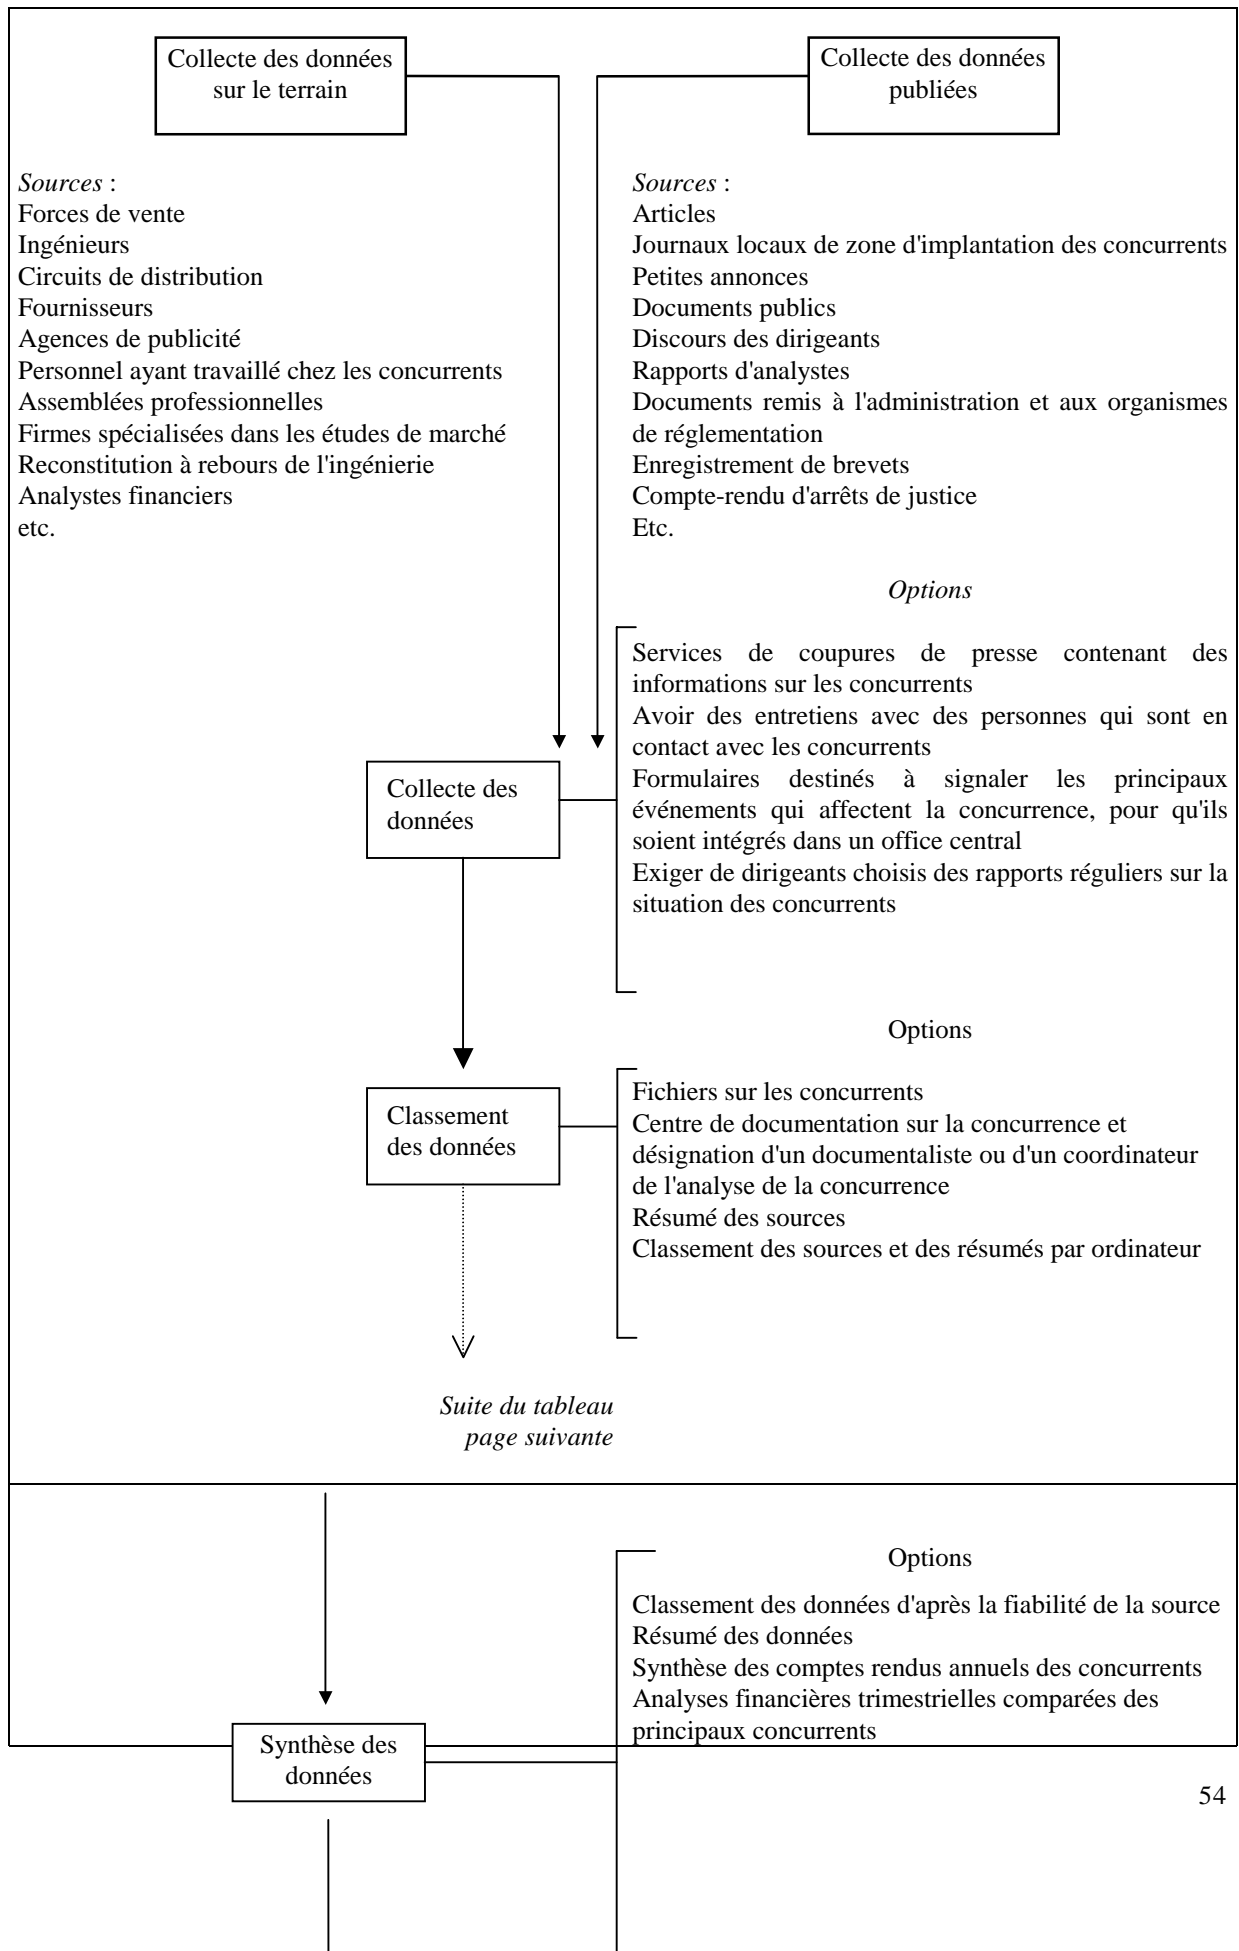 Collecte des données
sur le terrain
Collecte des données
publiées
Sources :
Forces de vente
Ingénieurs
Circuits de distribution
Fournisseurs
Agences de publicité
Personnel ayant travaillé chez les concurrents
Assemblées professionnelles
Firmes spécialisées dans les études de marché
Reconstitution à rebours de l'ingénierie
Analystes financiers
etc.
Sources :
Articles
Journaux locaux de zone d'implantation des concurrents
Petites annonces
Documents publics
Discours des dirigeants
Rapports d'analystes
Documents remis à l'administration et aux organismes
de réglementation
Enregistrement de brevets
Compte-rendu d'arrêts de justice
Etc.
Options
Services de coupures de presse contenant des
informations sur les concurrents
Avoir des entretiens avec des personnes qui sont en
contact avec les concurrents
Formulaires destinés à signaler les principaux
événements qui affectent la concurrence, pour qu'ils
soient intégrés dans un office central
Exiger de dirigeants choisis des rapports réguliers sur la
situation des concurrents
Collecte des
données
Options
Fichiers sur les concurrents
Centre de documentation sur la concurrence et
désignation d'un documentaliste ou d'un coordinateur
de l'analyse de la concurrence
Résumé des sources
Classement des sources et des résumés par ordinateur
Classement
des données
Suite du tableau
page suivante
Options
Classement des données d'après la fiabilité de la source
Résumé des données
Synthèse des comptes rendus annuels des concurrents
Analyses financières trimestrielles comparées des
principaux concurrents
Synthèse des
données
54